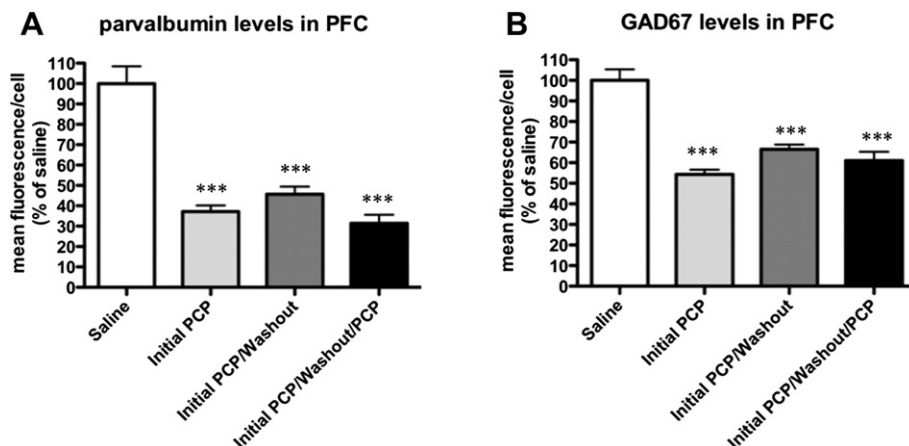 A
parvalbumin levels in PFC
mean fluorescence/cell
(% of saline)
110
100
90
80
70
60
50
40
30
20
10
0
***
***
***
Saline
Initial PCP
Initial PCP/Washout
Initial PCP/Washout/PCP
B
GAD67 levels in PFC
mean fluorescence/cell
(% of saline)
110
100
90
80
70
60
50
40
30
20
10
0
***
***
***
Saline
Initial PCP
Initial PCP/Washout
Initial PCP/Washout/PCP